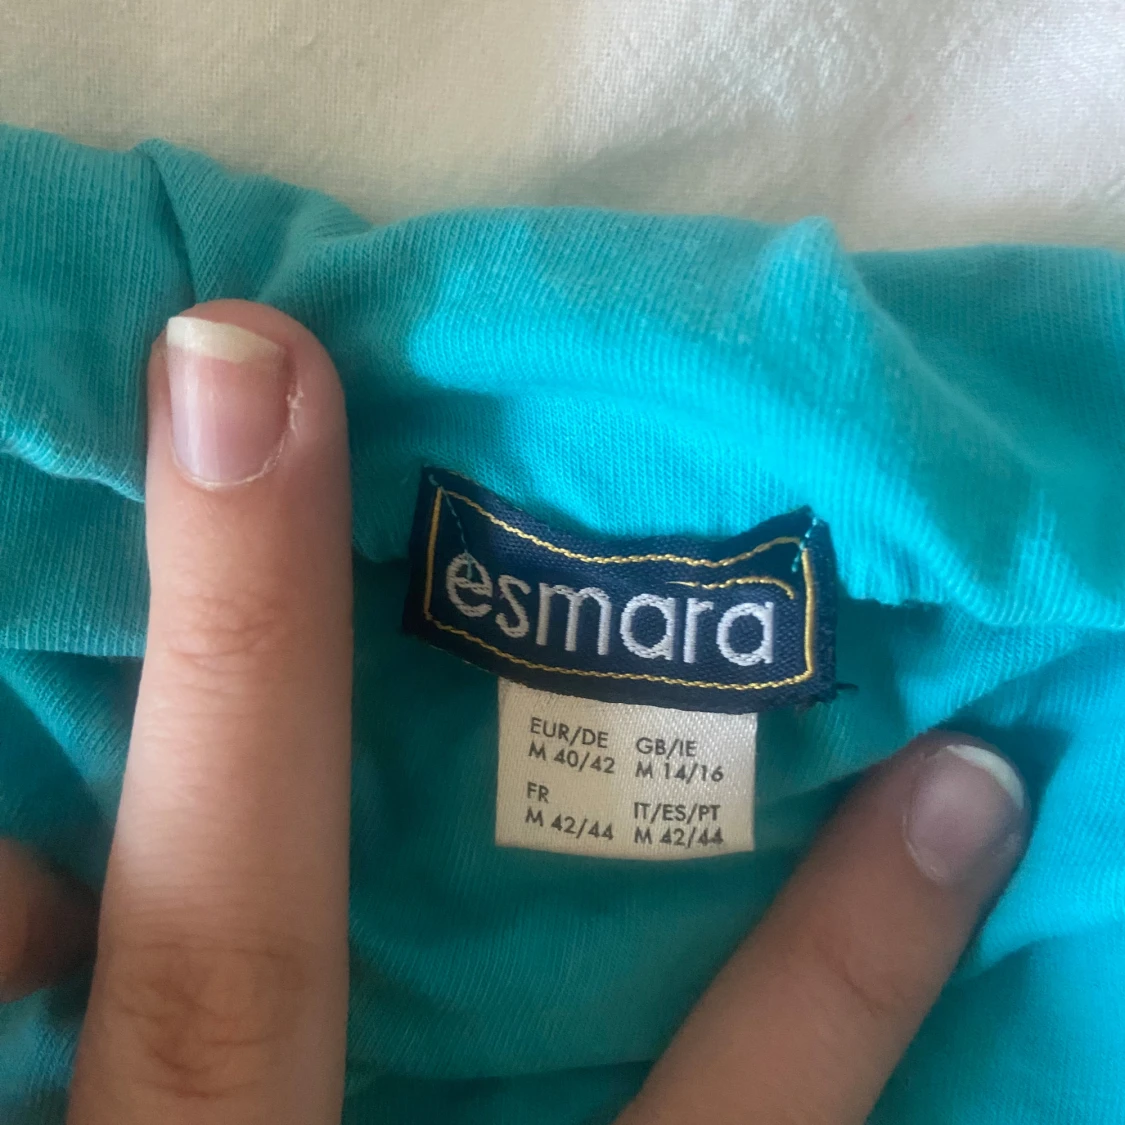 esmara
EUR/DE GB/IE
M 40/42 M 14/16
FR IT/ES/PT
M 42/44 M 42/44